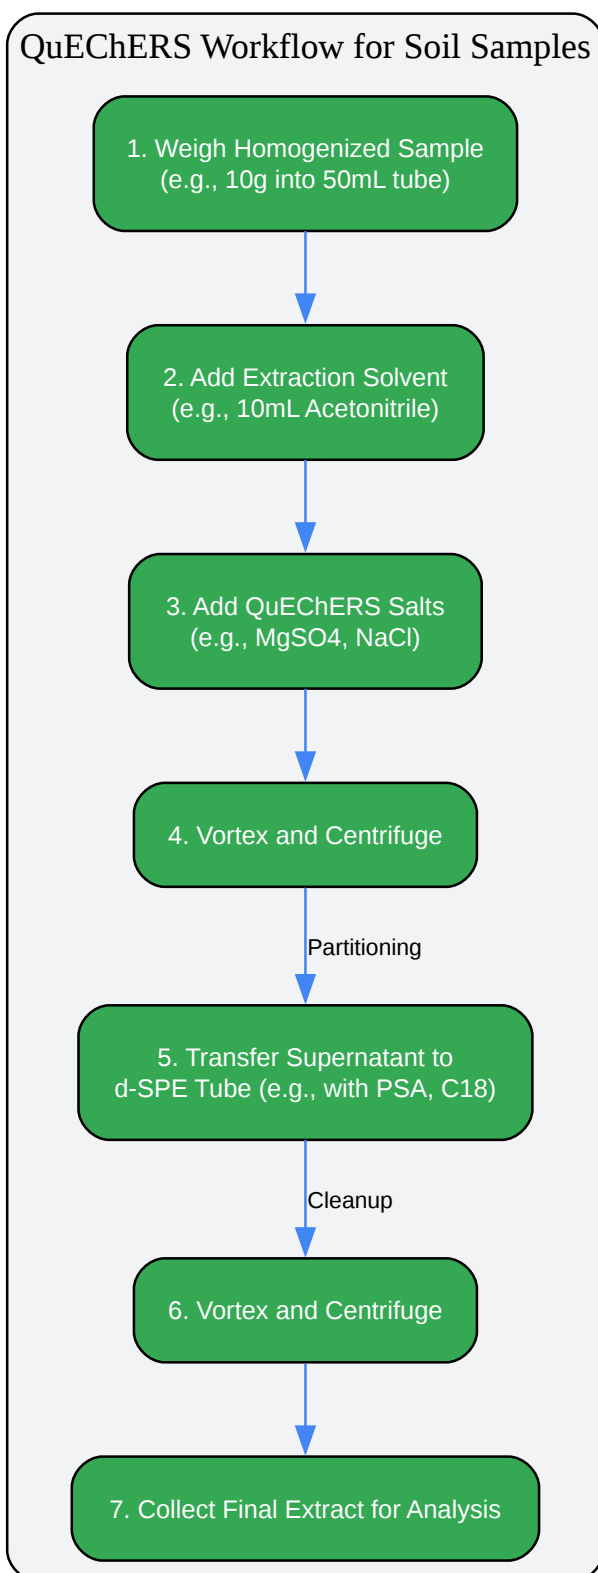 QuEChERS Workflow for Soil Samples
1. Weigh Homogenized Sample
(e.g., 10g into 50mL tube)
2. Add Extraction Solvent
(e.g., 10mL Acetonitrile)
3. Add QuEChERS Salts
(e.g., MgSO4, NaCl)
4. Vortex and Centrifuge
Partitioning
5. Transfer Supernatant to
d-SPE Tube (e.g., with PSA, C18)
Cleanup
6. Vortex and Centrifuge
7. Collect Final Extract for Analysis